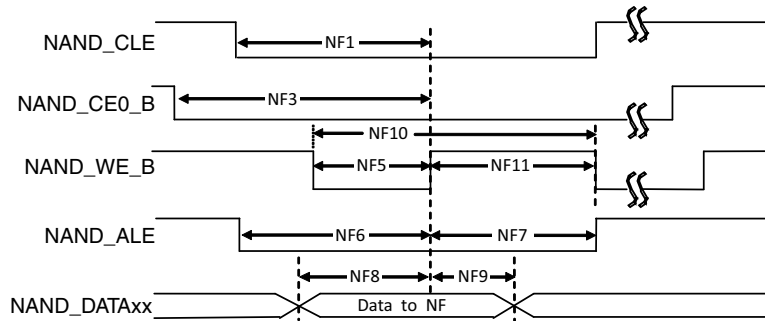 NAND_CLE
NF1
NAND_CE0_B
NF3
NF10
NAND_WE_B
NF5
NF11
NAND_ALE
NF6
NF7
NF8
NF9
NAND_DATAxx
Data to NF